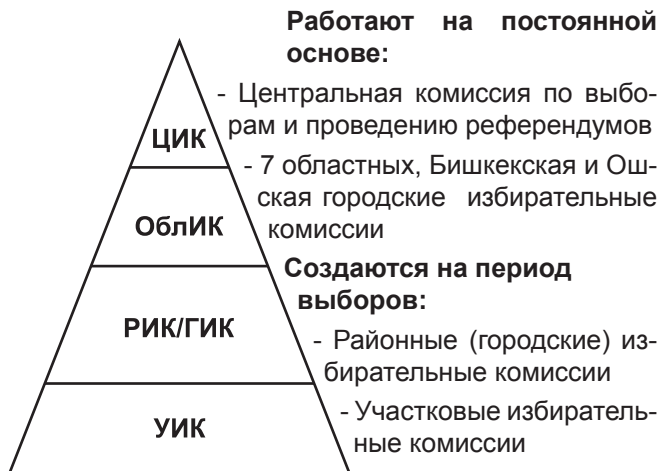 Работают на постоянной
основе:
- Центральная комиссия по выбо-
рам и проведению референдумов
ЦИК
- 7 областных, Бишкекская и Ош-
ская городские избирательные
комиссии
ОблИК
Создаются на период
выборов:
- Районные (городские) из-
бирательные комиссии
РИК/ГИК
- Участковые избиратель-
ные комиссии
УИК